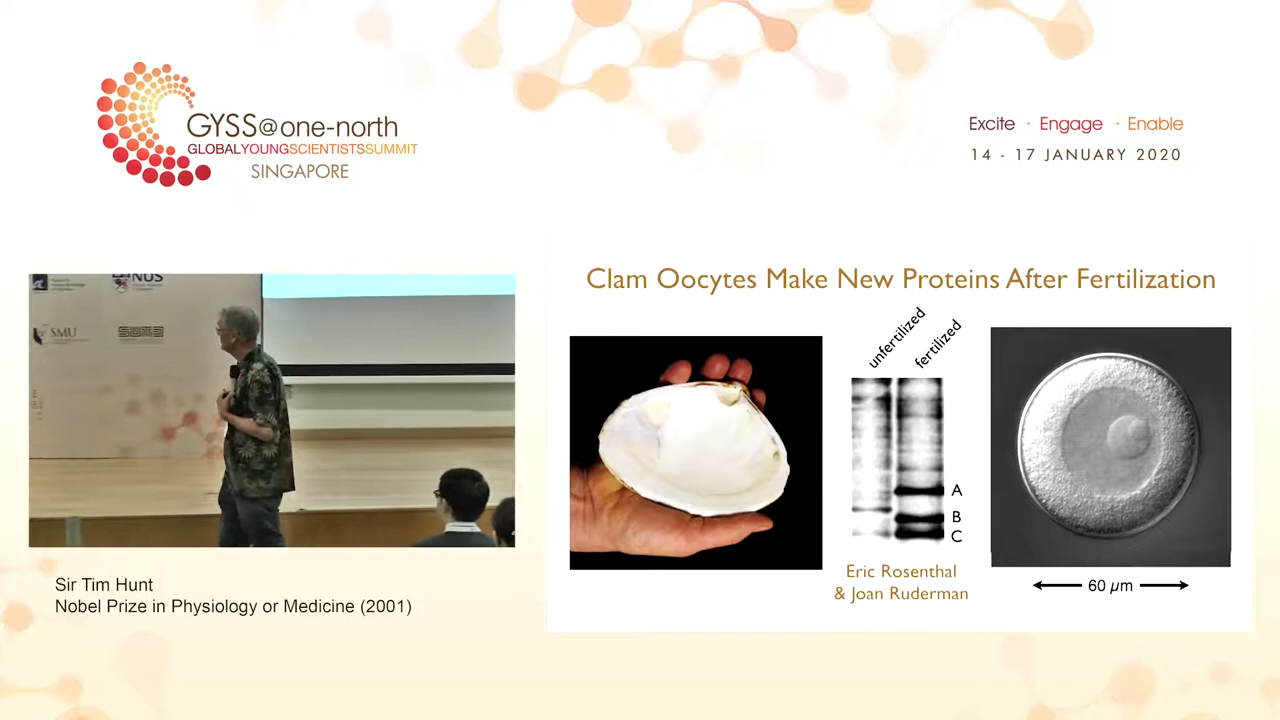 GYSS@one-north
GLOBALYOUNGSCIENTISTSSUMMIT
SINGAPORE
Excite · Engage · Enable
14 - 17 JANUARY 2020
NUS
SMU
Sir Tim Hunt
Nobel Prize in Physiology or Medicine (2001)
Clam Oocytes Make New Proteins After Fertilization
unfertilized
fertilized
A
B
C
Eric Rosenthal
& Joan Ruderman
60 µm